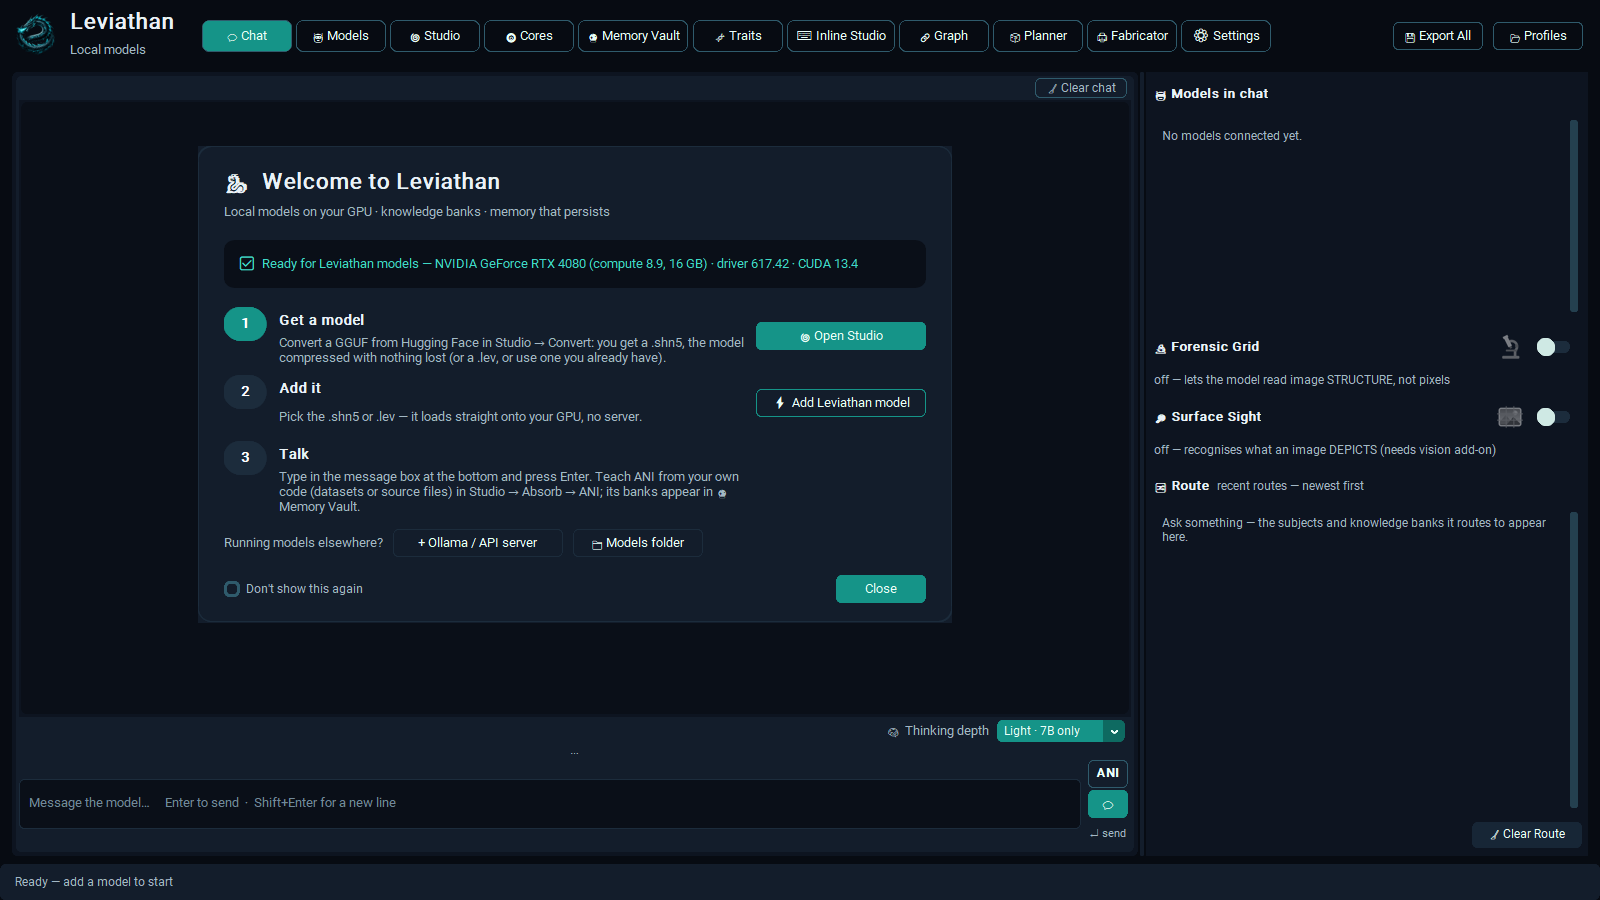 Leviathan
Local models
Chat
Models
Studio
Cores
Memory Vault
Traits
Inline Studio
Graph
Planner
Fabricator
Settings
Export All
Profiles
Clear chat
Welcome to Leviathan
Local models on your GPU · knowledge banks · memory that persists
Ready for Leviathan models — NVIDIA GeForce RTX 4080 (compute 8.9, 16 GB) · driver 617.42 · CUDA 13.4
1
Get a model
Convert a GGUF from Hugging Face in Studio → Convert: you get a .shn5, the model
compressed with nothing lost (or a .lev, or use one you already have).
Open Studio
2
Add it
Pick the .shn5 or .lev — it loads straight onto your GPU, no server.
Add Leviathan model
3
Talk
Type in the message box at the bottom and press Enter. Teach ANI from your own
code (datasets or source files) in Studio → Absorb → ANI; its banks appear in
Memory Vault.
Running models elsewhere?
+ Ollama / API server
Models folder
Don't show this again
Close
Thinking depth
Light · 7B only
...
Message the model... Enter to send · Shift+Enter for a new line
ANI
↵ send
Models in chat
No models connected yet.
Forensic Grid
off — lets the model read image STRUCTURE, not pixels
Surface Sight
off — recognises what an image DEPICTS (needs vision add-on)
Route recent routes — newest first
Ask something — the subjects and knowledge banks it routes to appear
here.
Clear Route
Ready — add a model to start